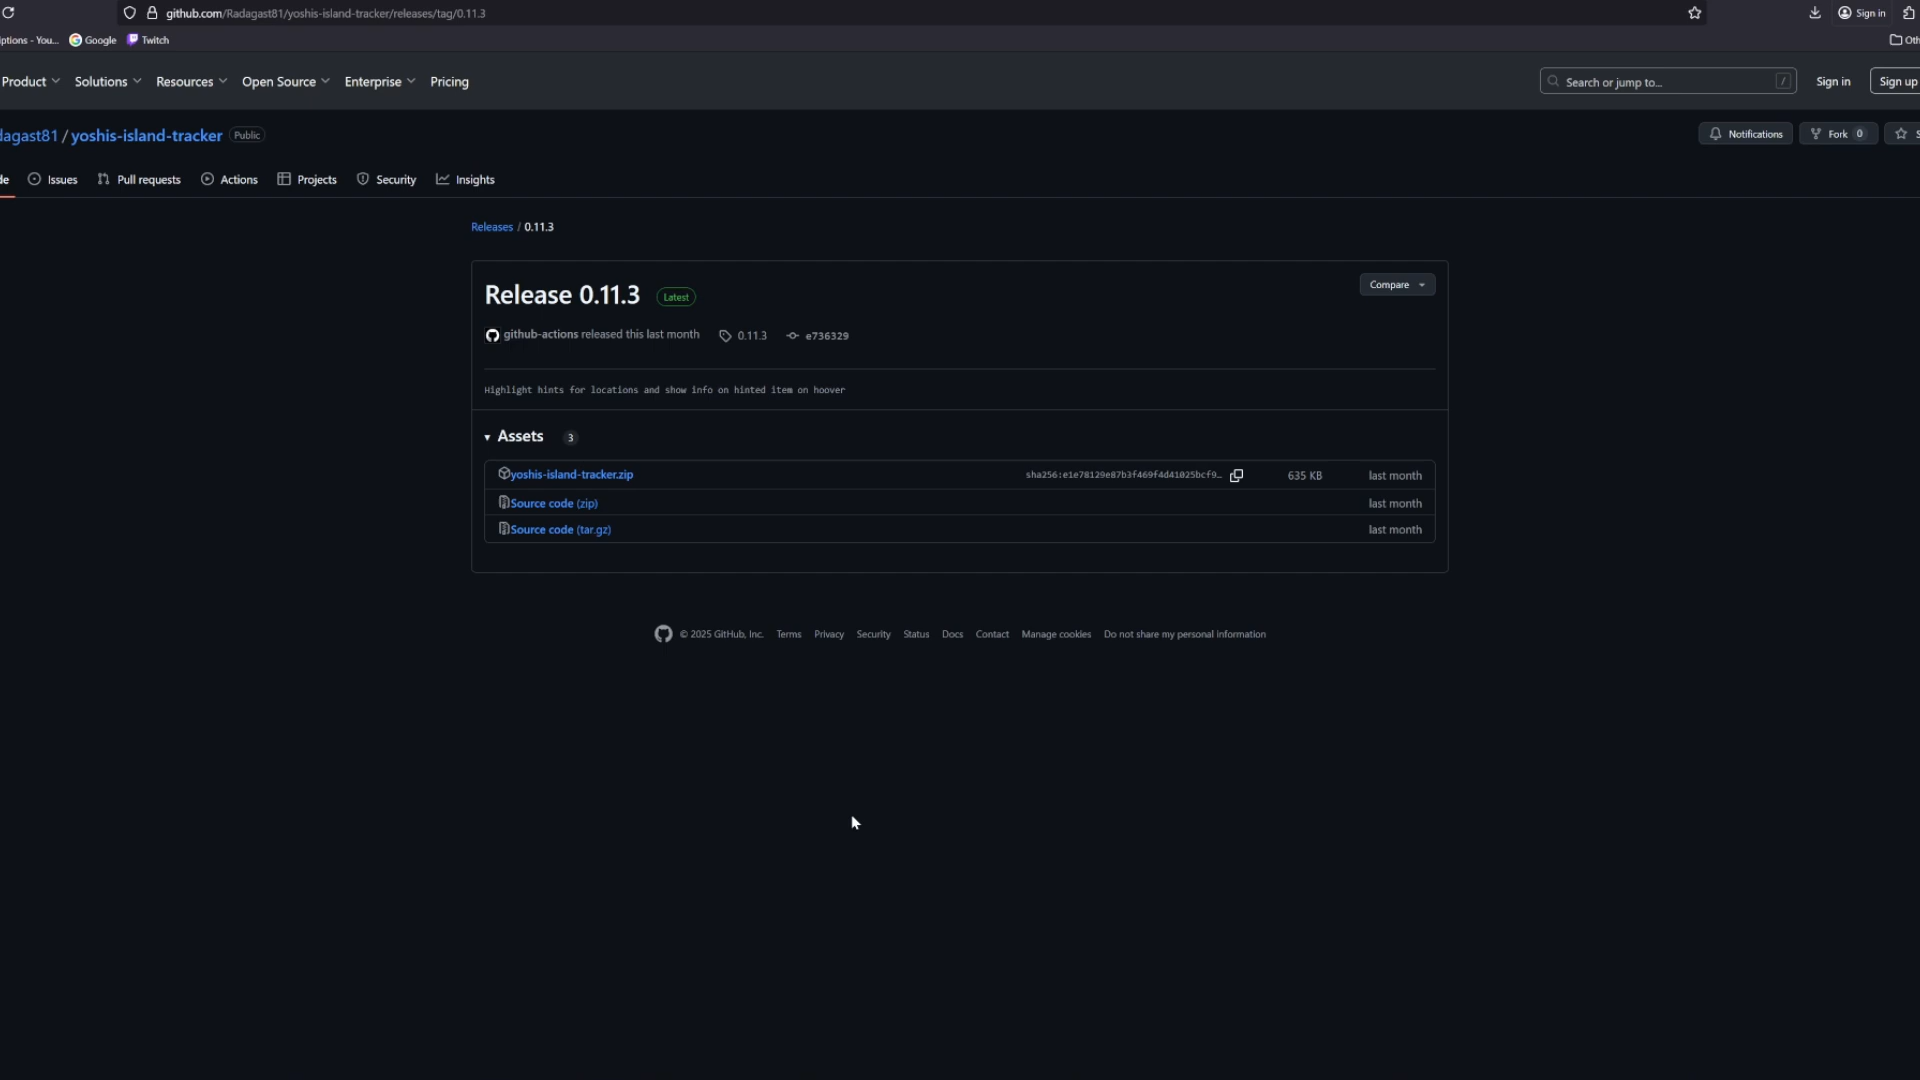 github.com/Radagast81/yoshis-island-tracker/releases/tag/0.11.3
Sign in
iptions - You... Google Twitch
Oth
Product Solutions Resources Open Source Enterprise Pricing
Search or jump to... /
Sign in
Sign up
dagast81 / yoshis-island-tracker Public
Notifications
Fork 0
S
de Issues Pull requests Actions Projects Security Insights
Releases / 0.11.3
Release 0.11.3 Latest
Compare
github-actions released this last month 0.11.3 e736329
Highlight hints for locations and show info on hinted item on hoover
Assets 3
yoshis-island-tracker.zip sha256:e1e78129e87b3f469f4d41025bcf9... 635 KB last month
Source code (zip) last month
Source code (tar.gz) last month
© 2025 GitHub, Inc. Terms Privacy Security Status Docs Contact Manage cookies Do not share my personal information